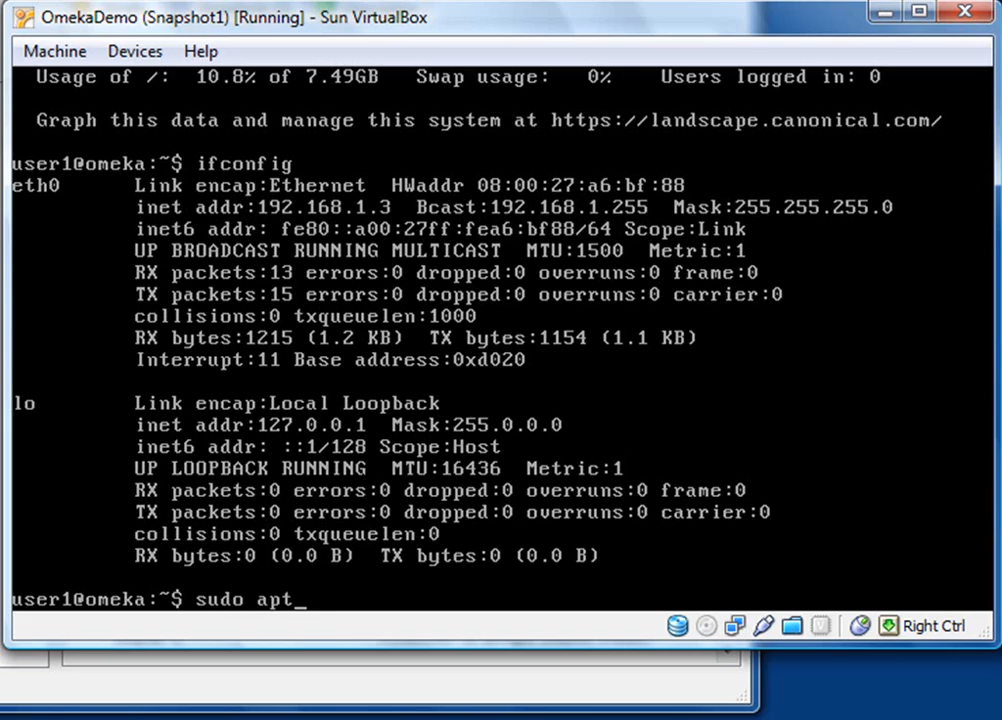 OmekaDemo (Snapshot1) [Running] - Sun VirtualBox
Machine Devices Help
Usage of /: 10.8% of 7.49GB Swap usage: 0% Users logged in: 0
Graph this data and manage this system at https://landscape.canonical.com/
user1@omeka:~$ ifconfig
eth0 Link encap:Ethernet HWaddr 08:00:27:a6:bf:88
inet addr:192.168.1.3 Bcast:192.168.1.255 Mask:255.255.255.0
inet6 addr: fe80::a00:27ff:fea6:bf88/64 Scope:Link
UP BROADCAST RUNNING MULTICAST MTU:1500 Metric:1
RX packets:13 errors:0 dropped:0 overruns:0 frame:0
TX packets:15 errors:0 dropped:0 overruns:0 carrier:0
collisions:0 txqueuelen:1000
RX bytes:1215 (1.2 KB) TX bytes:1154 (1.1 KB)
Interrupt:11 Base address:0xd020
lo Link encap:Local Loopback
inet addr:127.0.0.1 Mask:255.0.0.0
inet6 addr: ::1/128 Scope:Host
UP LOOPBACK RUNNING MTU:16436 Metric:1
RX packets:0 errors:0 dropped:0 overruns:0 frame:0
TX packets:0 errors:0 dropped:0 overruns:0 carrier:0
collisions:0 txqueuelen:0
RX bytes:0 (0.0 B) TX bytes:0 (0.0 B)
user1@omeka:~$ sudo apt_
Right Ctrl